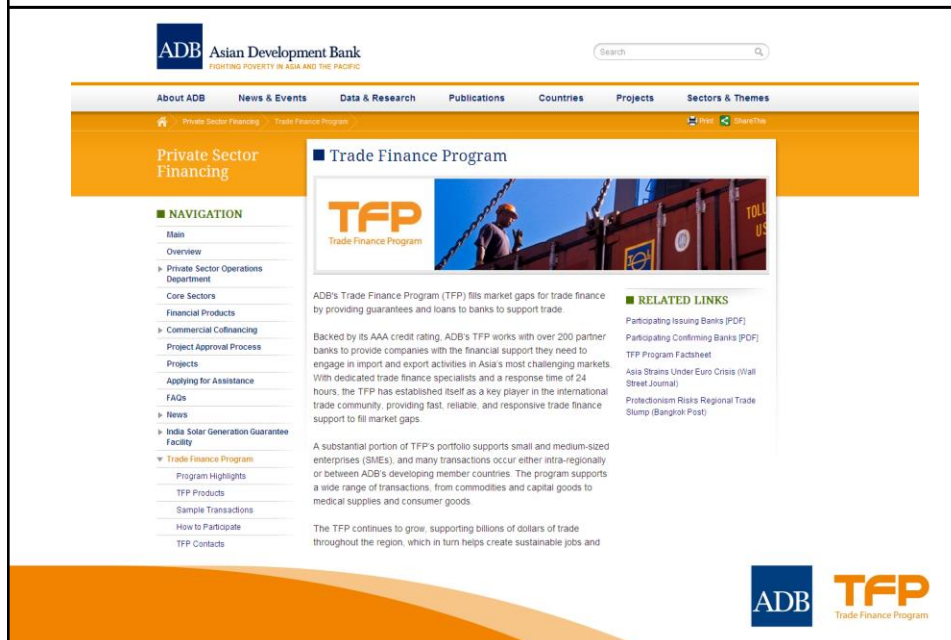 ADB Asian Development Bank
FIGHTING POVERTY IN ASIA AND THE PACIFIC
Search
About ADB News & Events Data & Research Publications Countries Projects Sectors & Themes
Private Sector Financing Trade Finance Program
Print ShareThis
Private Sector
Financing
NAVIGATION
Main
Overview
Private Sector Operations
Department
Core Sectors
Financial Products
Commercial Cofinancing
Project Approval Process
Projects
Applying for Assistance
FAQs
News
India Solar Generation Guarantee
Facility
Trade Finance Program
Program Highlights
TFP Products
Sample Transactions
How to Participate
TFP Contacts
Trade Finance Program
TFP
Trade Finance Program
TOLU
US
ADB's Trade Finance Program (TFP) fills market gaps for trade finance
by providing guarantees and loans to banks to support trade.
Backed by its AAA credit rating, ADB's TFP works with over 200 partner
banks to provide companies with the financial support they need to
engage in import and export activities in Asia's most challenging markets.
With dedicated trade finance specialists and a response time of 24
hours, the TFP has established itself as a key player in the international
trade community, providing fast, reliable, and responsive trade finance
support to fill market gaps.
A substantial portion of TFP's portfolio supports small and medium-sized
enterprises (SMEs), and many transactions occur either intra-regionally
or between ADB's developing member countries. The program supports
a wide range of transactions, from commodities and capital goods to
medical supplies and consumer goods.
The TFP continues to grow, supporting billions of dollars of trade
throughout the region, which in turn helps create sustainable jobs and
RELATED LINKS
Participating Issuing Banks [PDF]
Participating Confirming Banks [PDF]
TFP Program Factsheet
Asia Strains Under Euro Crisis (Wall
Street Journal)
Protectionism Risks Regional Trade
Slump (Bangkok Post)
ADB
TFP
Trade Finance Program